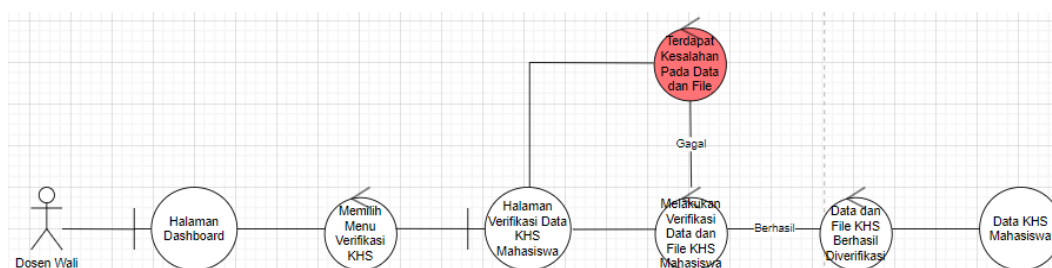 Terdapat
Kesalahan
Pada Data
dan File
Gagal
Dosen Wali
Halaman
Dashboard
Memilih
Menu
Verifikasi
KHS
Halaman
Verifikasi Data
KHS
Mahasiswa
Melakukan
Verifikasi
Data dan
File KHS
Mahasiswa
Berhasil
Data dan
File KHS
Berhasil
Diverifikasi
Data KHS
Mahasiswa